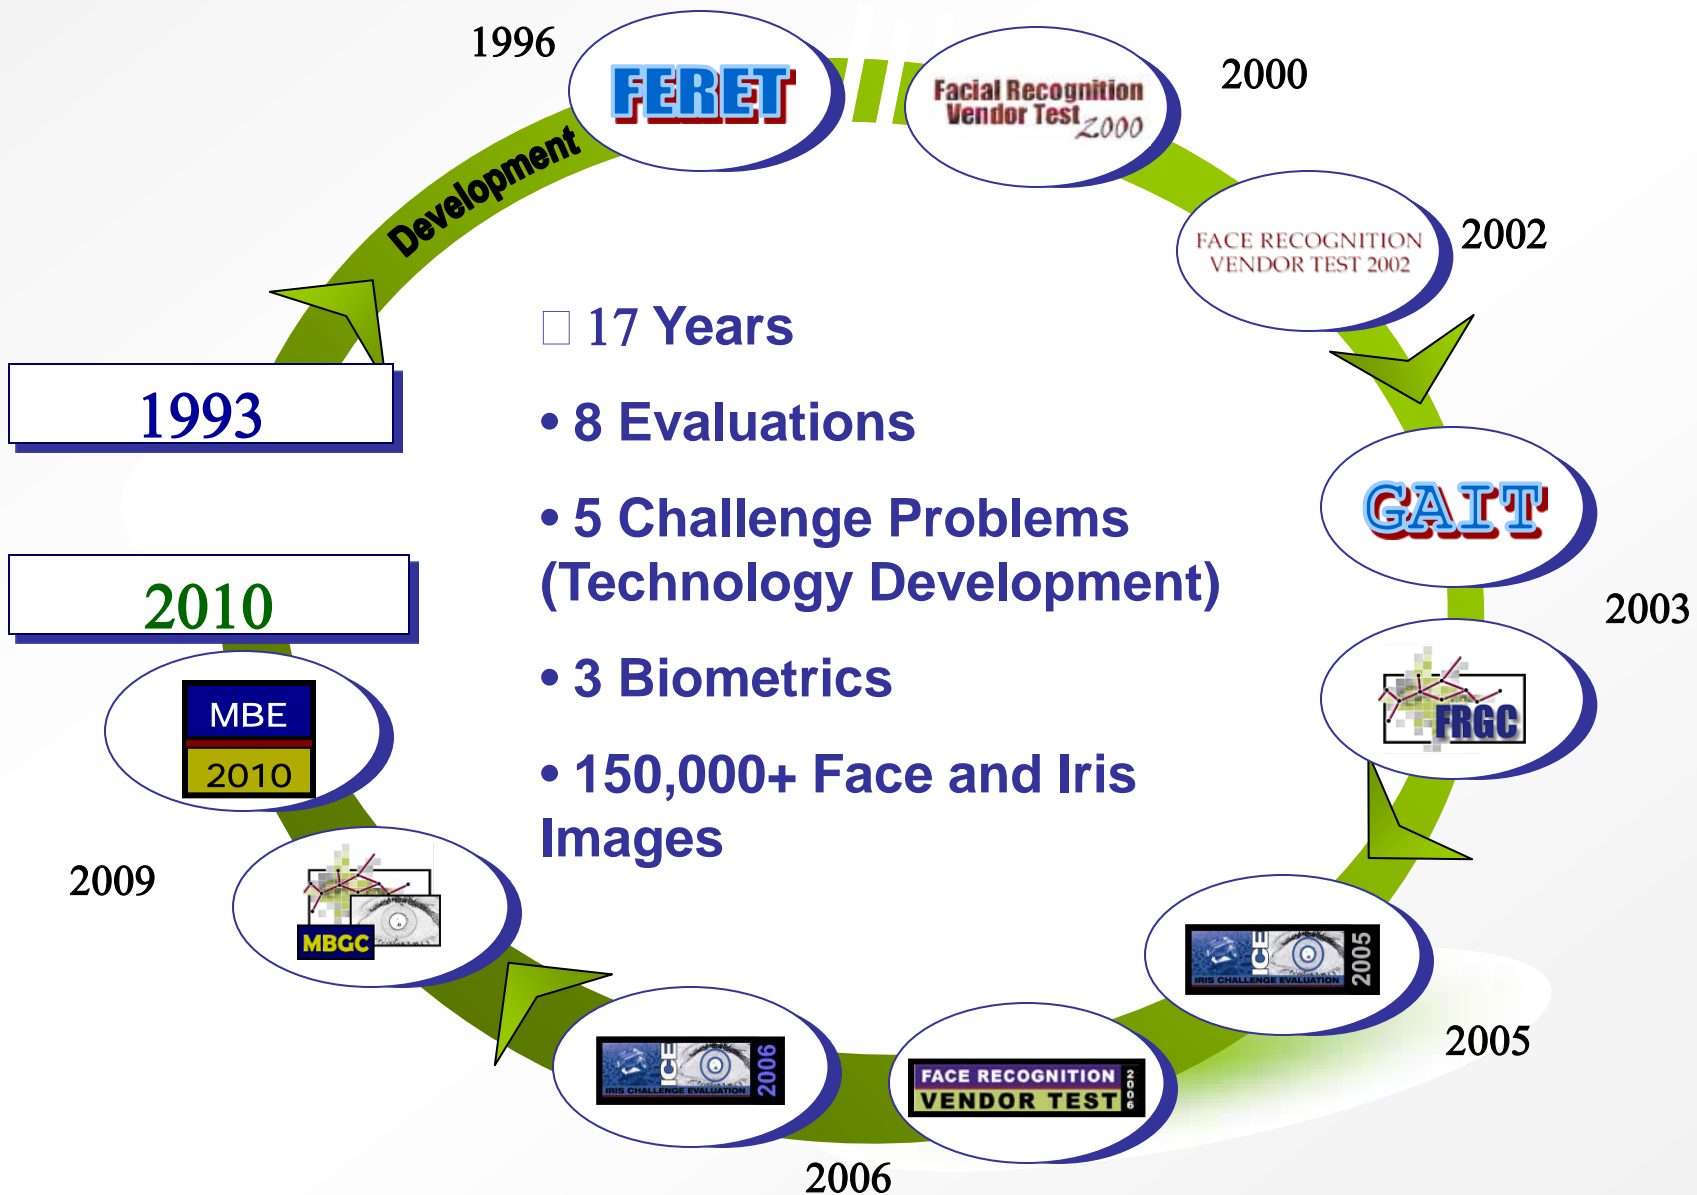 1996
FERET
Facial Recognition
Vendor Test
2000
2000
Development
FACE RECOGNITION
VENDOR TEST 2002
2002
1993
□ 17 Years
• 8 Evaluations
• 5 Challenge Problems
(Technology Development)
• 3 Biometrics
• 150,000+ Face and Iris
Images
GAIT
2003
FRGC
2010
MBE
2010
2009
MBGC
ICE
IRIS CHALLENGE EVALUATION
2005
2005
FACE RECOGNITION
VENDOR TEST
2006
ICE
IRIS CHALLENGE EVALUATION
2006
2006